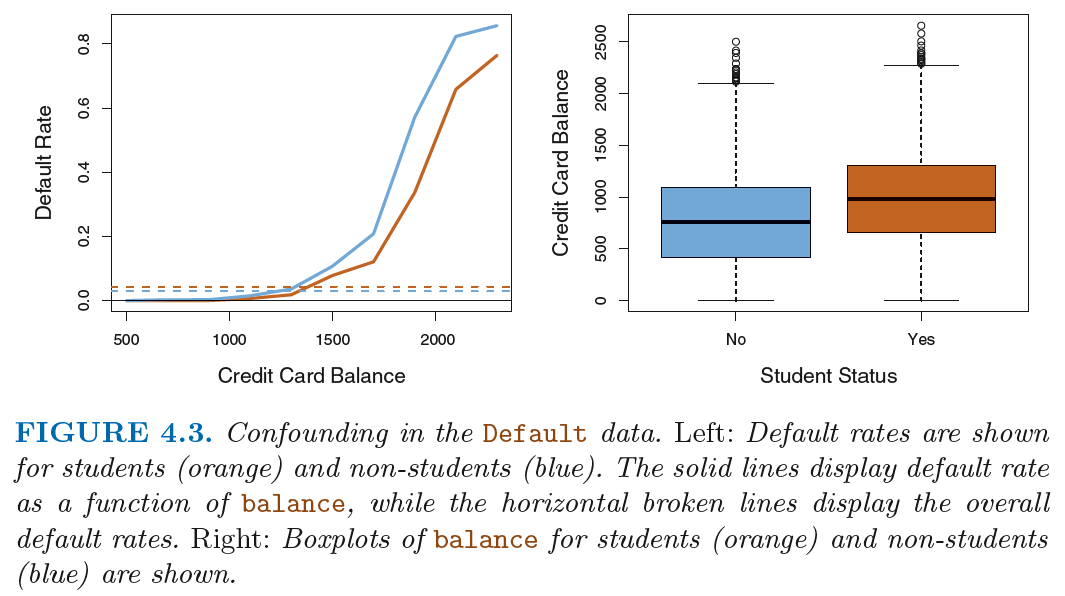 Default Rate
0.0
0.2
0.4
0.6
0.8
500 1000 1500 2000
Credit Card Balance
Credit Card Balance
0
500
1000
1500
2000
2500
No Yes
Student Status
FIGURE 4.3. Confounding in the Default data. Left: Default rates are shown
for students (orange) and non-students (blue). The solid lines display default rate
as a function of balance, while the horizontal broken lines display the overall
default rates. Right: Boxplots of balance for students (orange) and non-students
(blue) are shown.